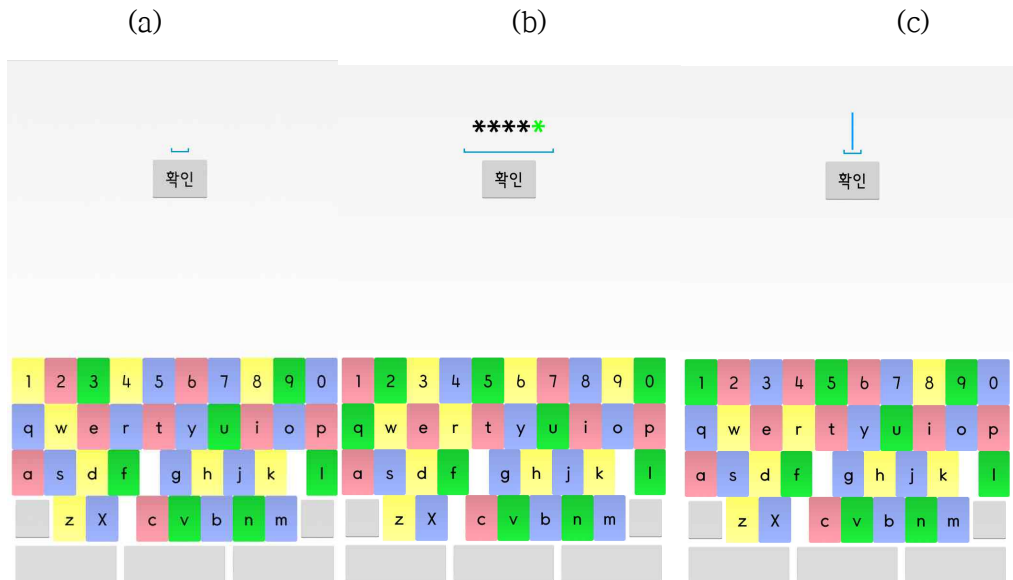 (a) (b) (c)
*****
확인 확인 확인
1 2 3 4 5 6 7 8 9 0 1 2 3 4 5 6 7 8 9 0 1 2 3 4 5 6 7 8 9 0
q w e r t y u i o p q w e r t y u i o p q w e r t y u i o p
a s d f g h j k l a s d f g h j k l a s d f g h j k l
z X c v b n m z X c v b n m z X c v b n m